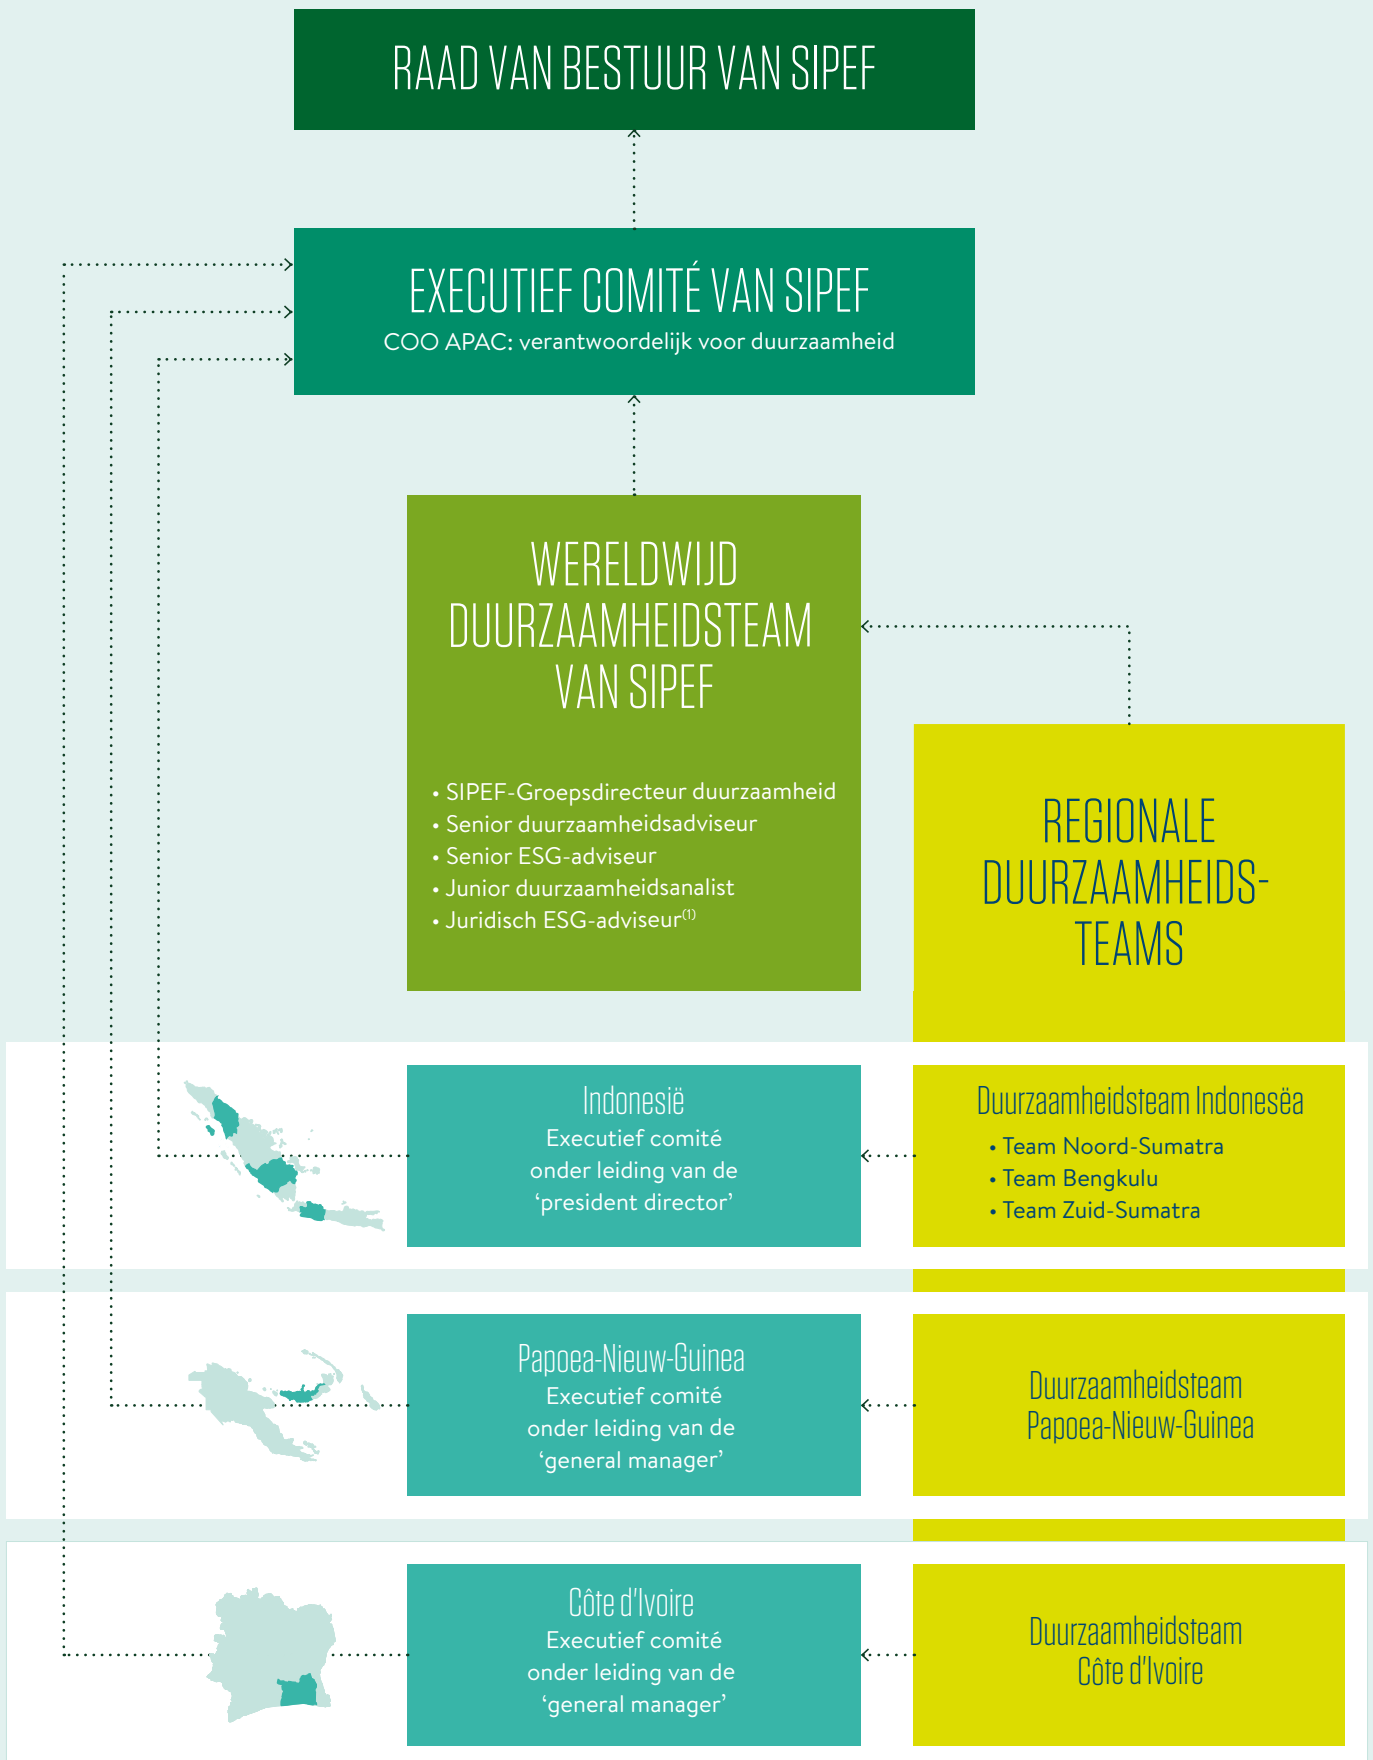 RAAD VAN BESTUUR VAN SIPEF
EXECUTIEF COMITÉ VAN SIPEF
COO APAC: verantwoordelijk voor duurzaamheid
WERELDWIJD
DUURZAAMHEIDSTEAM
VAN SIPEF
• SIPEF-Groepsdirecteur duurzaamheid
• Senior duurzaamheidsadviseur
• Senior ESG-adviseur
• Junior duurzaamheidsanalist
• Juridisch ESG-adviseur(1)
REGIONALE
DUURZAAMHEIDS-
TEAMS
Indonesië
Executief comité
onder leiding van de
‘president director’
Duurzaamheidsteam Indonesëa
• Team Noord-Sumatra
• Team Bengkulu
• Team Zuid-Sumatra
Papoea-Nieuw-Guinea
Executief comité
onder leiding van de
‘general manager’
Duurzaamheidsteam
Papoea-Nieuw-Guinea
Côte d'Ivoire
Executief comité
onder leiding van de
‘general manager’
Duurzaamheidsteam
Côte d'Ivoire